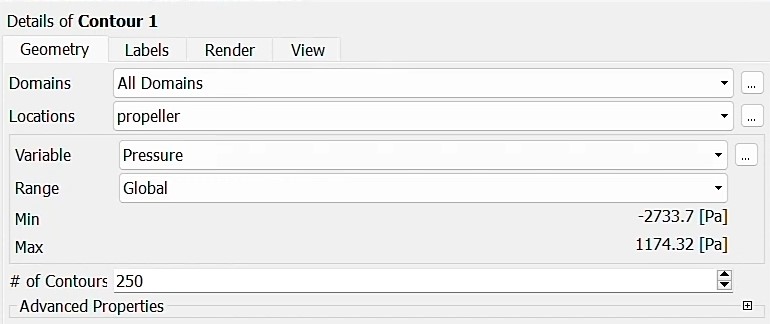 Details of Contour 1
Geometry Labels Render View
Domains All Domains ...
Locations propeller ...
Variable Pressure ...
Range Global
Min -2733.7 [Pa]
Max 1174.32 [Pa]
# of Contours 250
Advanced Properties